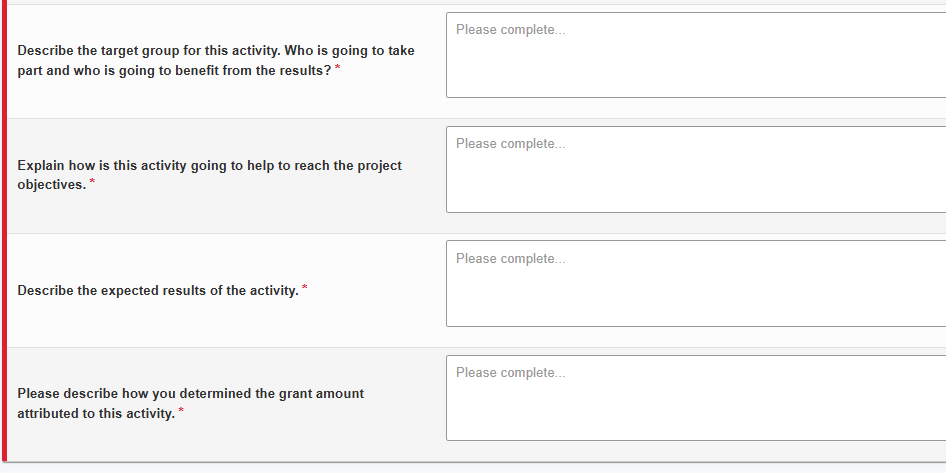 Describe the target group for this activity. Who is going to take
part and who is going to benefit from the results? *
Please complete...
Explain how is this activity going to help to reach the project
objectives. *
Please complete...
Describe the expected results of the activity. *
Please complete...
Please describe how you determined the grant amount
attributed to this activity. *
Please complete...